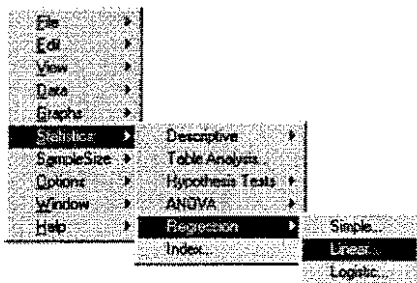 File
Edit
View
Data
Graphs
Statistics
SampleSize
Options
Window
Help
Descriptive
Table Analysis...
Hypothesis Tests
ANOVA
Regression
Index...
Simple...
Linear...
Logistic...